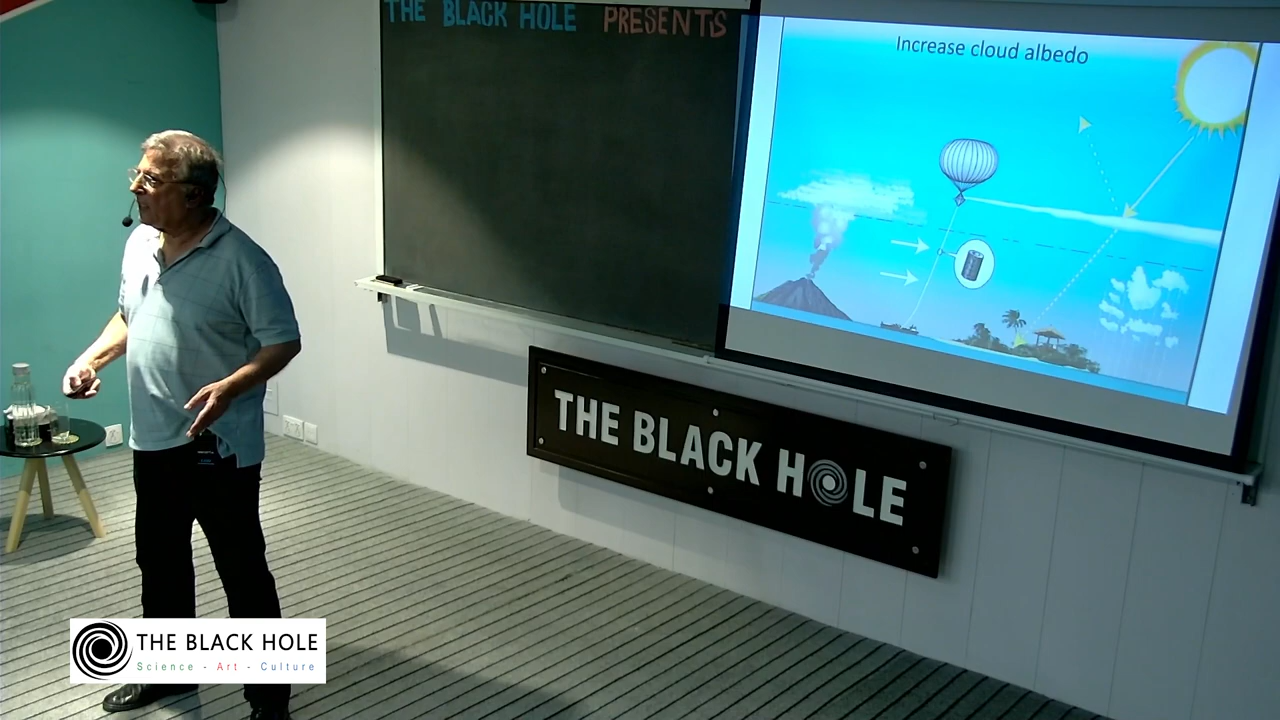 THE BLACK HOLE PRESENTS
Increase cloud albedo
THE BLACK HOLE
THE BLACK HOLE
Science - Art - Culture